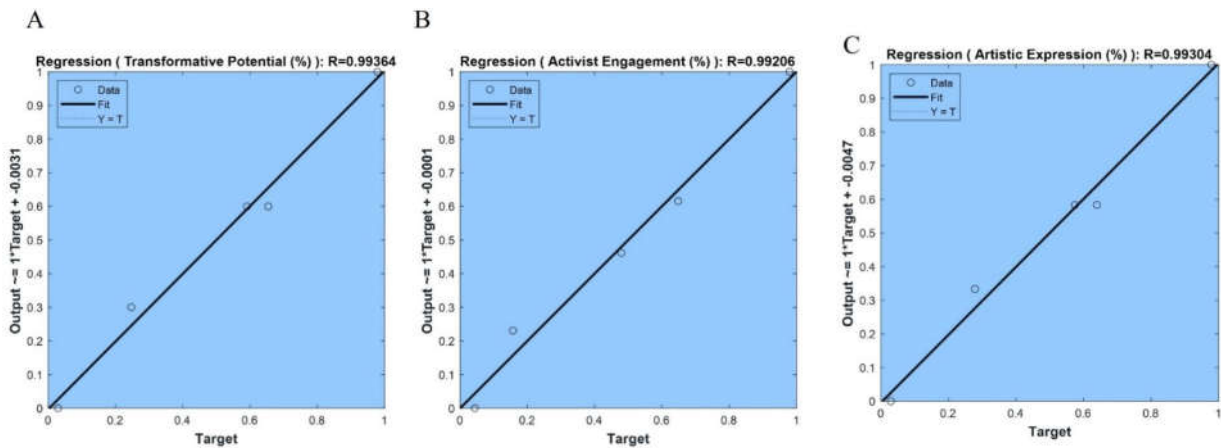 A
Regression ( Transformative Potential (%) ): R=0.99364
Output ~= 1*Target + -0.0031
1
0.9
0.8
0.7
0.6
0.5
0.4
0.3
0.2
0.1
0
Data
Fit
Y = T
0 0.2 0.4 0.6 0.8 1
Target
B
Regression ( Activist Engagement (%) ): R=0.99206
Output ~= 1*Target + -0.0001
1
0.9
0.8
0.7
0.6
0.5
0.4
0.3
0.2
0.1
0
Data
Fit
Y = T
0 0.2 0.4 0.6 0.8 1
Target
C
Regression ( Artistic Expression (%) ): R=0.99304
Output ~= 1*Target + -0.0047
1
0.9
0.8
0.7
0.6
0.5
0.4
0.3
0.2
0.1
0
Data
Fit
Y = T
0 0.2 0.4 0.6 0.8 1
Target